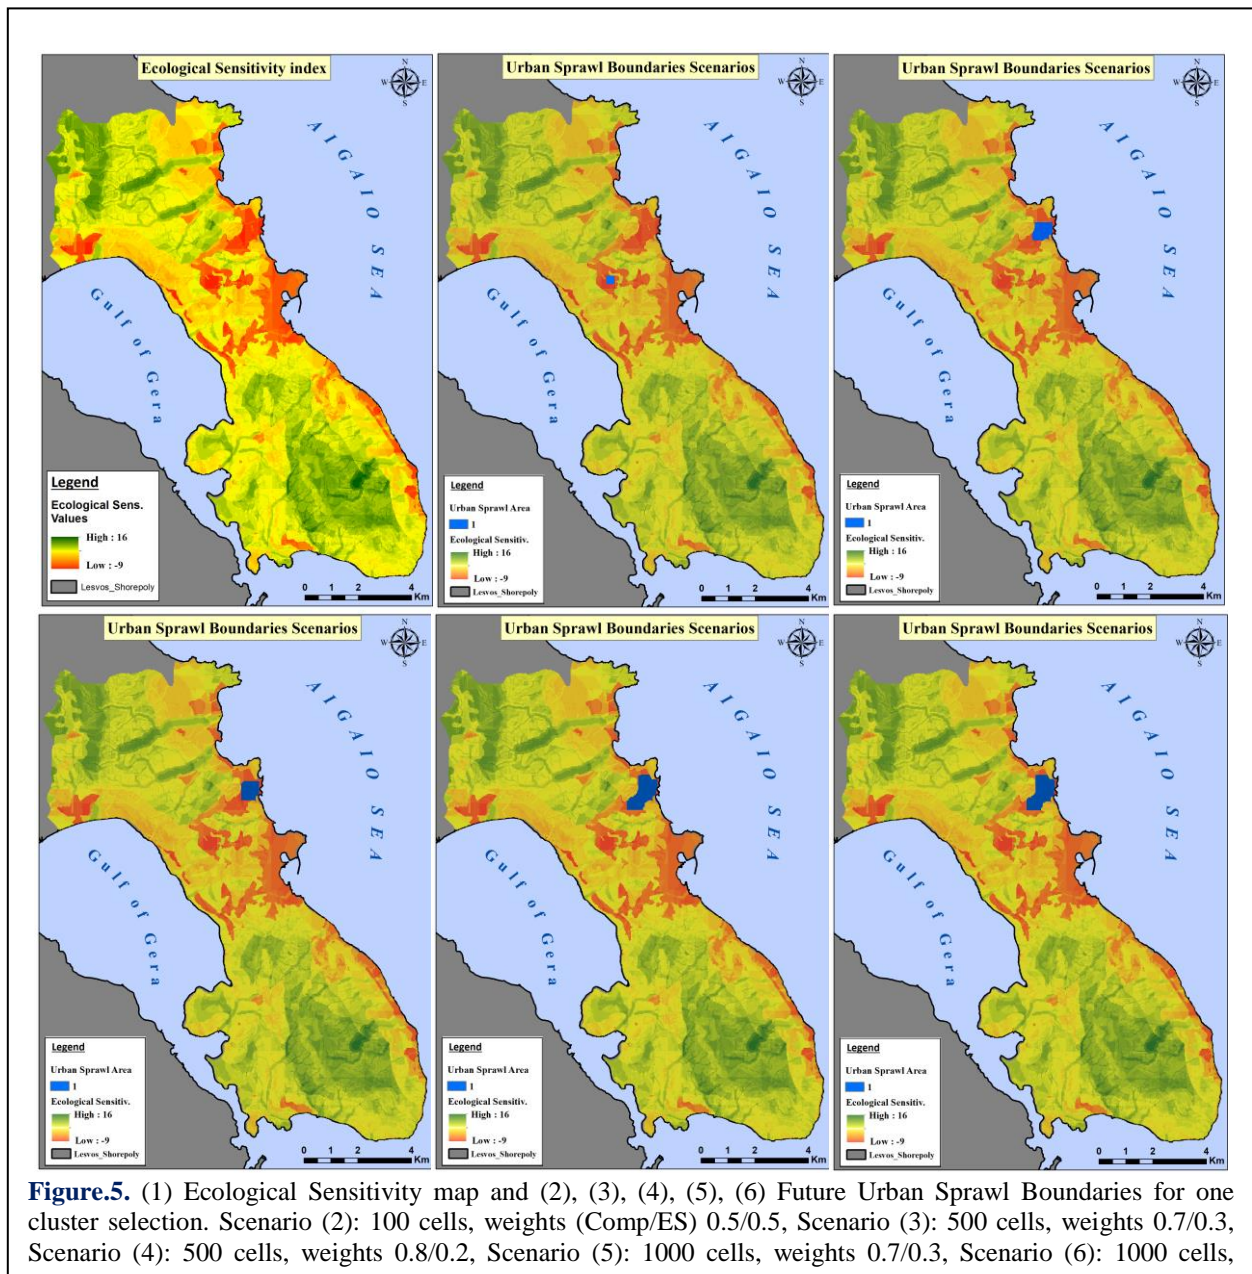 Ecological Sensitivity index
N
W E
S
AIGAIO SEA
Gulf of Gera
Legend
Ecological Sens.
Values
High : 16
Low : -9
Lesvos_Shorepoly
0 1 2 4
Km
Urban Sprawl Boundaries Scenarios
N
W E
S
AIGAIO SEA
Gulf of Gera
Legend
Urban Sprawl Area
1
Ecological Sensitiv.
High : 16
Low : -9
Lesvos_Shorepoly
0 1 2 4
Km
Urban Sprawl Boundaries Scenarios
N
W E
S
AIGAIO SEA
Gulf of Gera
Legend
Urban Sprawl Area
1
Ecological Sensitiv.
High : 16
Low : -9
Lesvos_Shorepoly
0 1 2 4
Km
Urban Sprawl Boundaries Scenarios
N
W E
S
AIGAIO SEA
Gulf of Gera
Legend
Urban Sprawl Area
1
Ecological Sensitiv.
High : 16
Low : -9
Lesvos_Shorepoly
0 1 2 4
Km
Urban Sprawl Boundaries Scenarios
N
W E
S
AIGAIO SEA
Gulf of Gera
Legend
Urban Sprawl Area
1
Ecological Sensitiv.
High : 16
Low : -9
Lesvos_Shorepoly
0 1 2 4
Km
Urban Sprawl Boundaries Scenarios
N
W E
S
AIGAIO SEA
Gulf of Gera
Legend
Urban Sprawl Area
1
Ecological Sensitiv.
High : 16
Low : -9
Lesvos_Shorepoly
0 1 2 4
Km
Figure.5. (1) Ecological Sensitivity map and (2), (3), (4), (5), (6) Future Urban Sprawl Boundaries for one
cluster selection. Scenario (2): 100 cells, weights (Comp/ES) 0.5/0.5, Scenario (3): 500 cells, weights 0.7/0.3,
Scenario (4): 500 cells, weights 0.8/0.2, Scenario (5): 1000 cells, weights 0.7/0.3, Scenario (6): 1000 cells,